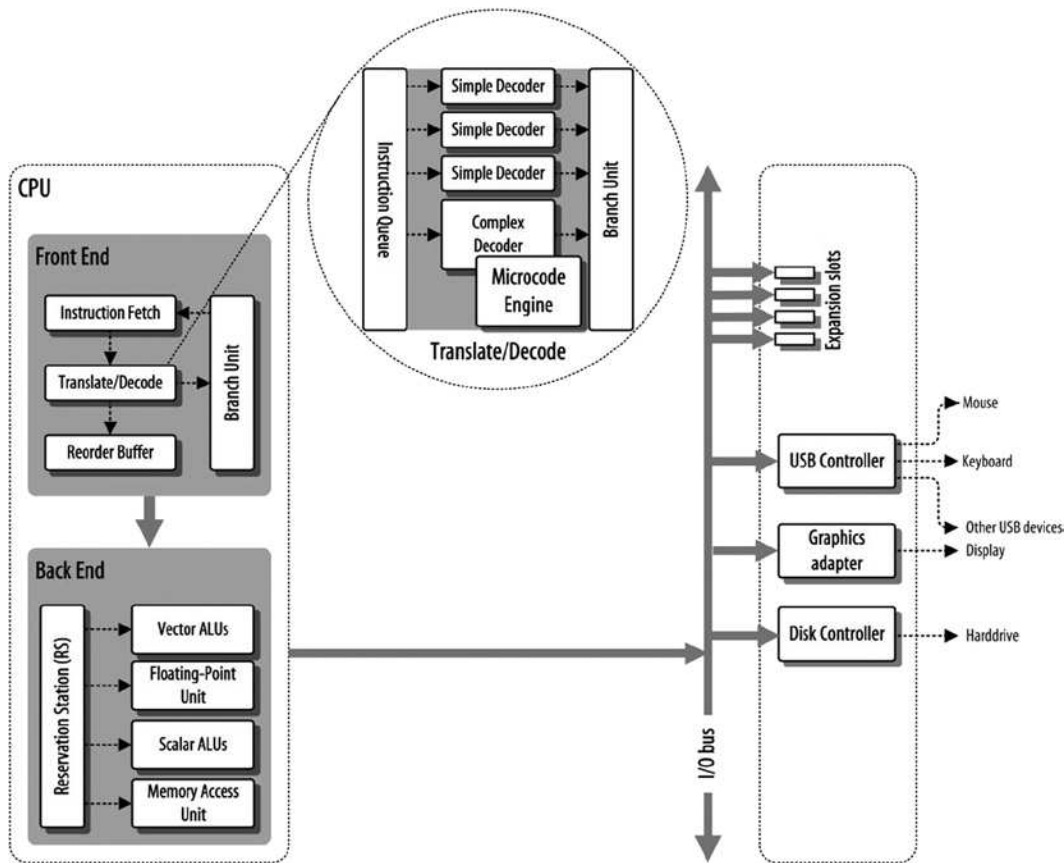 Instruction Queue
Simple Decoder
Simple Decoder
Simple Decoder
Complex
Decoder
Microcode
Engine
Branch Unit
Translate/Decode
CPU
Front End
Instruction Fetch
Translate/Decode
Reorder Buffer
Branch Unit
Back End
Reservation Station (RS)
Vector ALUs
Floating-Point
Unit
Scalar ALUs
Memory Access
Unit
I/O bus
Expansion slots
USB Controller
Mouse
Keyboard
Other USB devices
Graphics
adapter
Display
Disk Controller
Harddrive